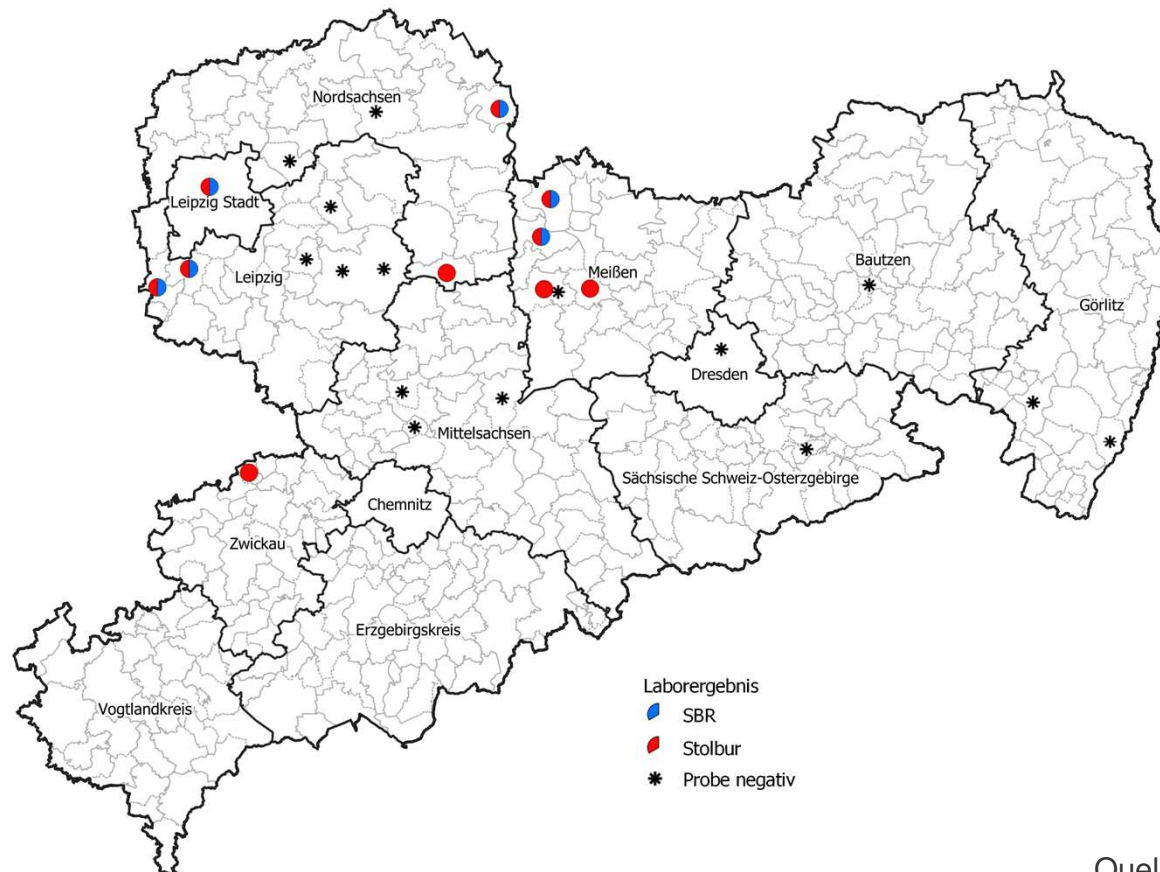 Nordsachsen
Leipzig Stadt
Leipzig
Meißen
Bautzen
Görlitz
Dresden
Mittelsachsen
Sächsische Schweiz-Osterzgebirge
Chemnitz
Zwickau
Erzgebirgskreis
Vogtlandkreis
Laborergebnis
SBR
Stolbur
Probe negativ
Quel